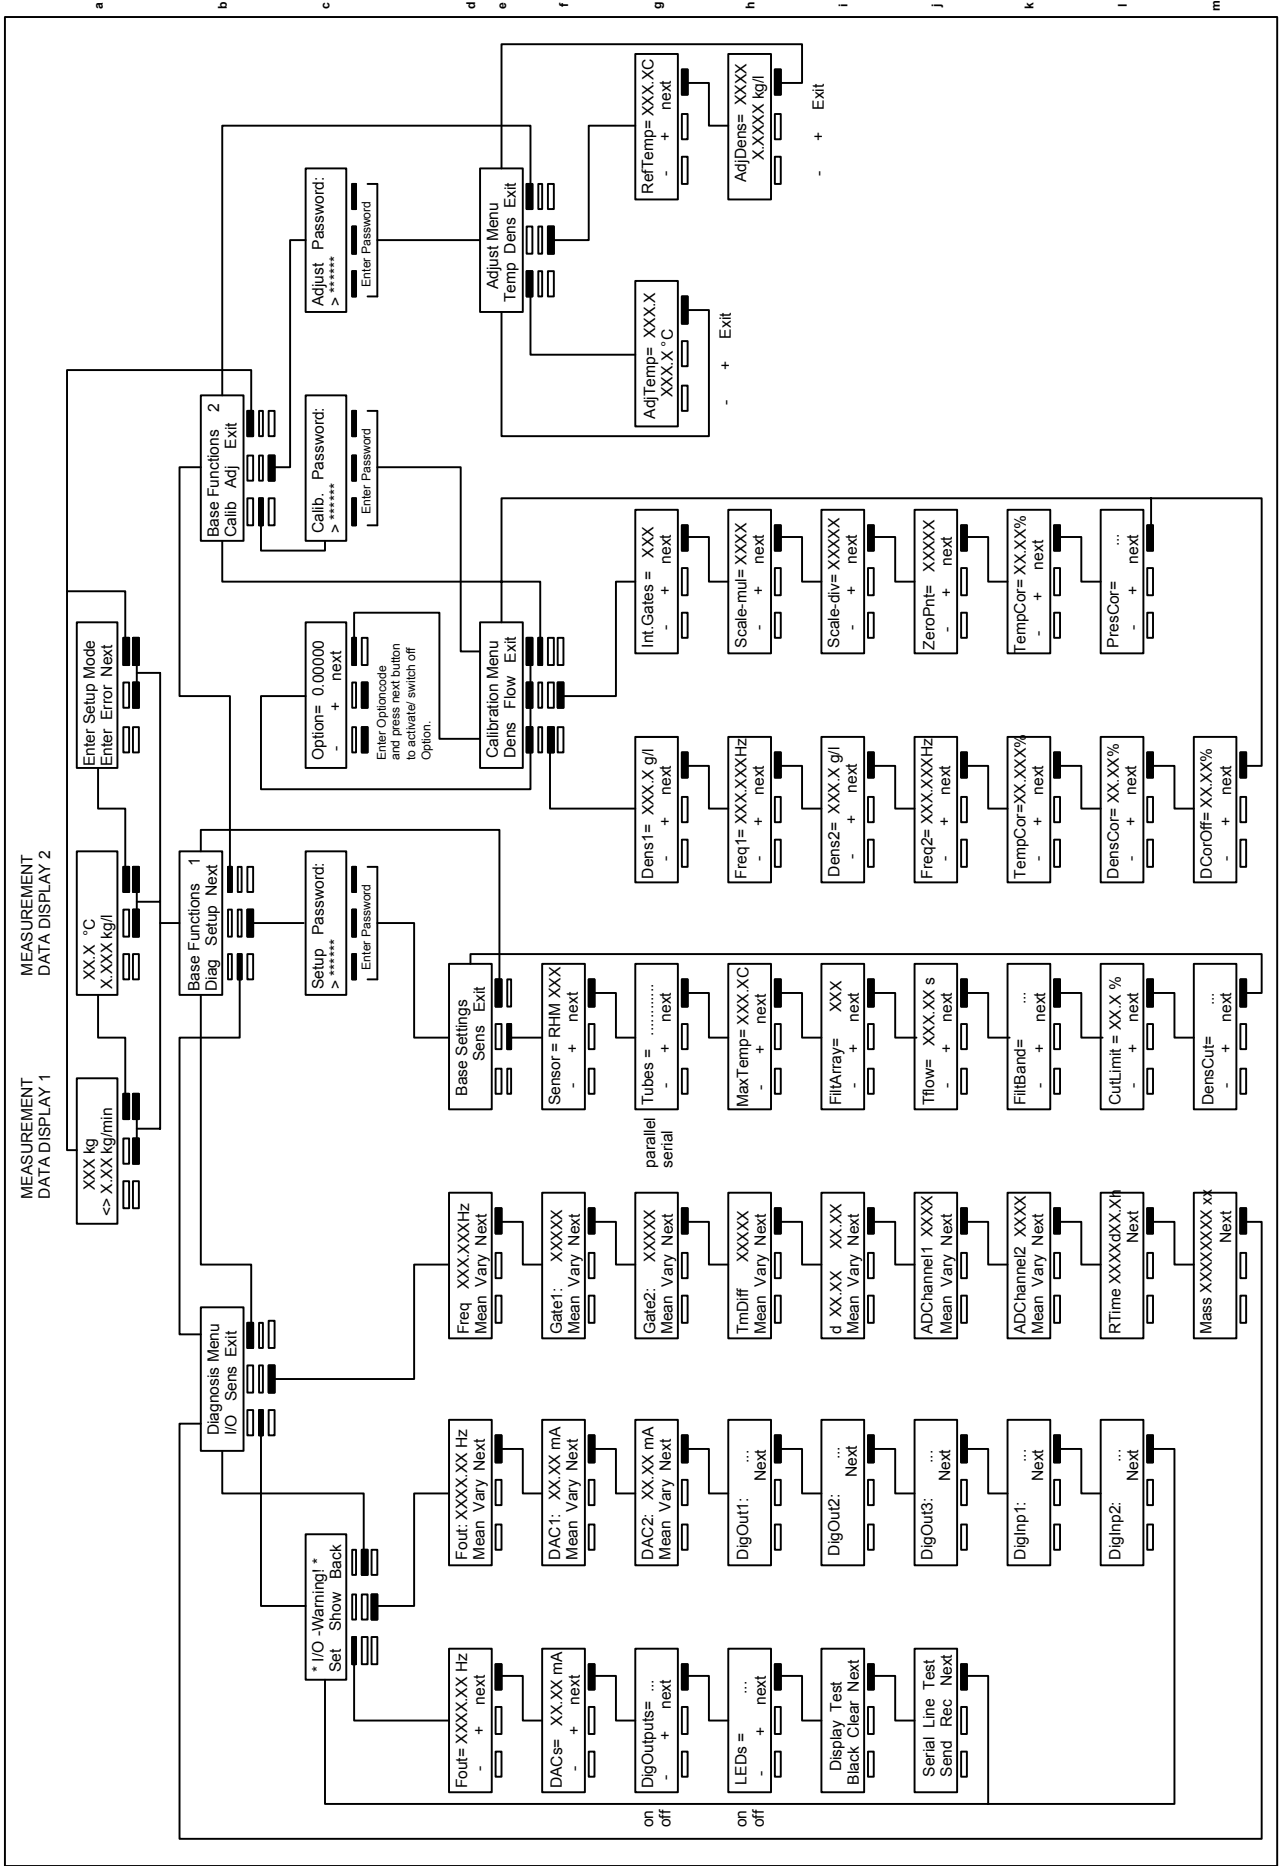 MEASUREMENT
DATA DISPLAY 1
MEASUREMENT
DATA DISPLAY 2
XXX kg
<> X.XX kg/min
XX.X °C
X.XXX kg/l
Enter Setup Mode
Enter Error Next
a
Diagnosis Menu
I/O Sens Exit
Base Functions 1
Diag Setup Next
Base Functions 2
Calib Adj Exit
b
* I/O -Warning! *
Set Show Back
Setup Password:
> ******
Enter Password
Option= 0.00000
- + next
Enter Optioncode
and press next button
to activate/ switch off
Option.
Calib. Password:
> ******
Enter Password
Adjust Password:
> ******
Enter Password
c
Fout= XXXX.XX Hz
- + next
Fout: XXXX.XX Hz
Mean Vary Next
Freq XXX.XXXHz
Mean Vary Next
Base Settings
Sens Exit
Calibration Menu
Dens Flow Exit
Adjust Menu
Temp Dens Exit
d
e
DACs= XX.XX mA
- + next
DAC1: XX.XX mA
Mean Vary Next
Gate1: XXXXX
Mean Vary Next
Sensor = RHM XXX
- + next
f
on
off
DigOutputs= ...
- + next
DAC2: XX.XX mA
Mean Vary Next
Gate2: XXXXX
Mean Vary Next
parallel
serial
Tubes = .............
- + next
Dens1= XXX.X g/l
- + next
Int.Gates = XXX
- + next
AdjTemp= XXX.X
XXX.X °C
- + Exit
RefTemp= XXX.XC
- + next
g
on
off
LEDs = ...
- + next
DigOut1: ...
Next
TmDiff XXXXX
Mean Vary Next
MaxTemp= XXX.XC
- + next
Freq1= XXX.XXXHz
- + next
Scale-mul= XXXX
- + next
AdjDens= XXXX
X.XXXX kg/l
- + Exit
h
Display Test
Black Clear Next
DigOut2: ...
Next
d XX.XX XX.XX
Mean Vary Next
FiltArray= XXX
- + next
Dens2= XXX.X g/l
- + next
Scale-div= XXXXX
- + next
i
Serial Line Test
Send Rec Next
DigOut3: ...
Next
ADChannel1 XXXX
Mean Vary Next
Tflow= XXX.XX s
- + next
Freq2= XXX.XXXHz
- + next
ZeroPnt= XXXXX
- + next
j
DigInp1: ...
Next
ADChannel2 XXXX
Mean Vary Next
FiltBand= ...
- + next
TempCor=XX.XXX%
- + next
TempCor= XX.XX%
- + next
k
DigInp2: ...
Next
RTime XXXXdXX.Xh
Next
CutLimit = XX.X %
- + next
DensCor= XX.XX%
- + next
PresCor= ...
- + next
l
Mass XXXXXXXX xx
Next
DensCut= ...
- + next
DCorOff= XX.XX%
- + next
m